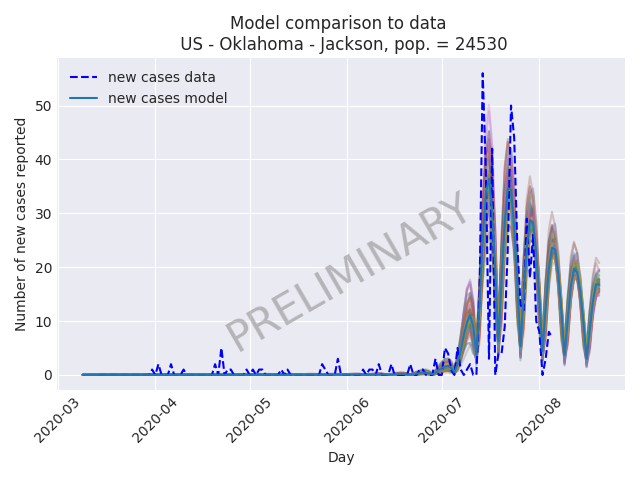 Model comparison to data
US - Oklahoma - Jackson, pop. = 24530
new cases data
new cases model
Number of new cases reported
50
40
30
20
10
0
PRELIMINARY
2020-03
2020-04
2020-05
2020-06
2020-07
2020-08
Day